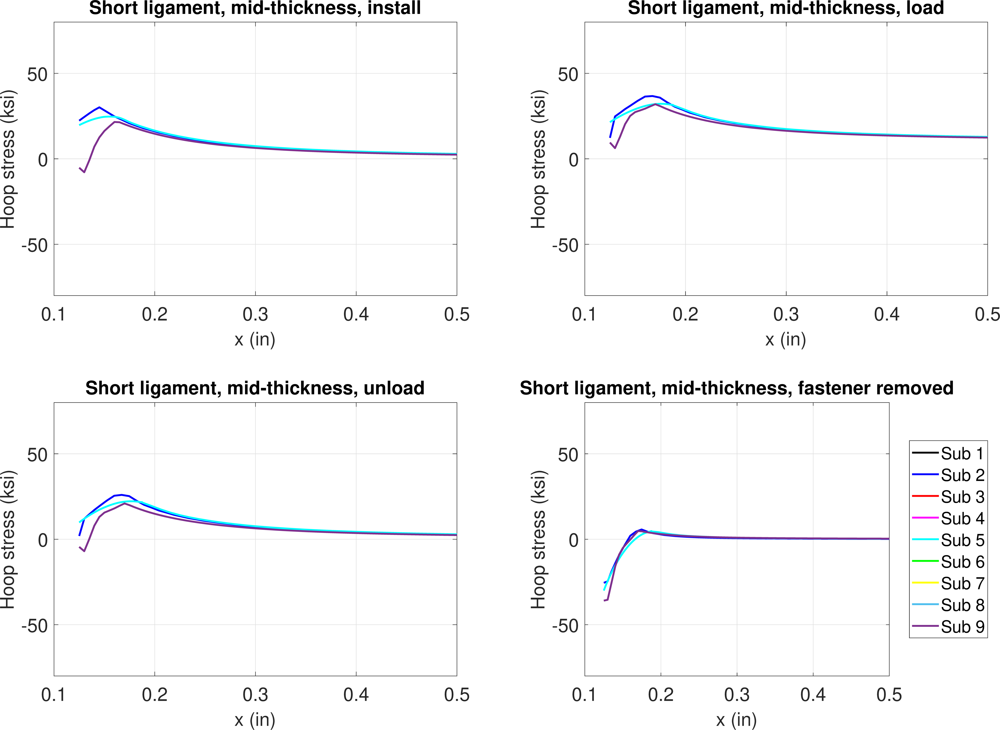 Short ligament, mid-thickness, install
50
0
-50
Hoop stress (ksi)
0.1 0.2 0.3 0.4 0.5
x (in)
Short ligament, mid-thickness, load
50
0
-50
Hoop stress (ksi)
0.1 0.2 0.3 0.4 0.5
x (in)
Short ligament, mid-thickness, unload
50
0
-50
Hoop stress (ksi)
0.1 0.2 0.3 0.4 0.5
x (in)
Short ligament, mid-thickness, fastener removed
50
0
-50
Hoop stress (ksi)
0.1 0.2 0.3 0.4 0.5
x (in)
Sub 1
Sub 2
Sub 3
Sub 4
Sub 5
Sub 6
Sub 7
Sub 8
Sub 9